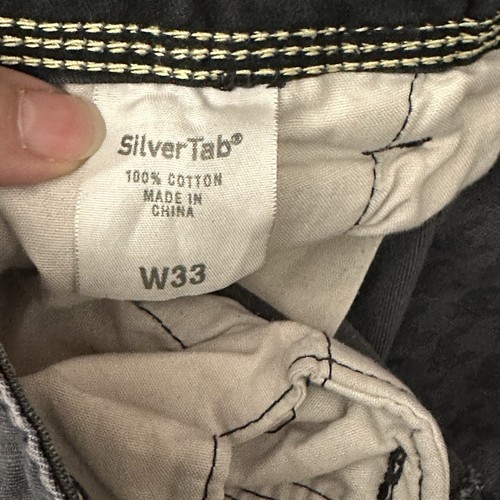 SilverTab®
100% COTTON
MADE IN
CHINA
W33